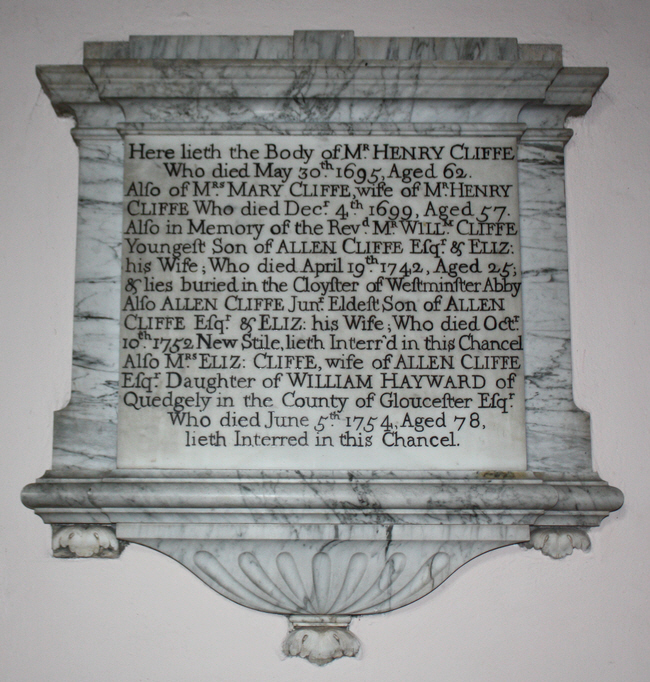 Here lieth the Body of Mʳ HENRY CLIFFE
Who died May 30ᵗʰ 1695, Aged 62.
Alſo of Mʳˢ MARY CLIFFE, wife of Mʳ HENRY
CLIFFE Who died Decʳ 4ᵗʰ 1699, Aged 57.
Alſo in Memory of the Revᵈ Mʳ WILLᵐ CLIFFE
Youngeſt Son of ALLEN CLIFFE Eſqʳ & ELIZ:
his Wife; Who died April 19ᵗʰ 1742, Aged 25;
& lies buried in the Cloyſter of Weſtminſter Abby
Alſo ALLEN CLIFFE Junʳ Eldeſt Son of ALLEN
CLIFFE Eſqʳ & ELIZ: his Wife; Who died Octʳ
10ᵗʰ 1752 New Stile, lieth Interr'd in this Chancel
Alſo Mʳˢ ELIZ: CLIFFE, wife of ALLEN CLIFFE
Eſqʳ Daughter of WILLIAM HAYWARD of
Quedgely in the County of Glouceſter Eſqʳ
Who died June 5ᵗʰ 1754, Aged 78,
lieth Interred in this Chancel.